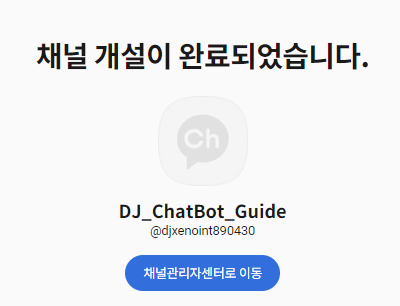 채널 개설이 완료되었습니다.
Ch
DJ_ChatBot_Guide
@djxenoint890430
채널관리자센터로 이동